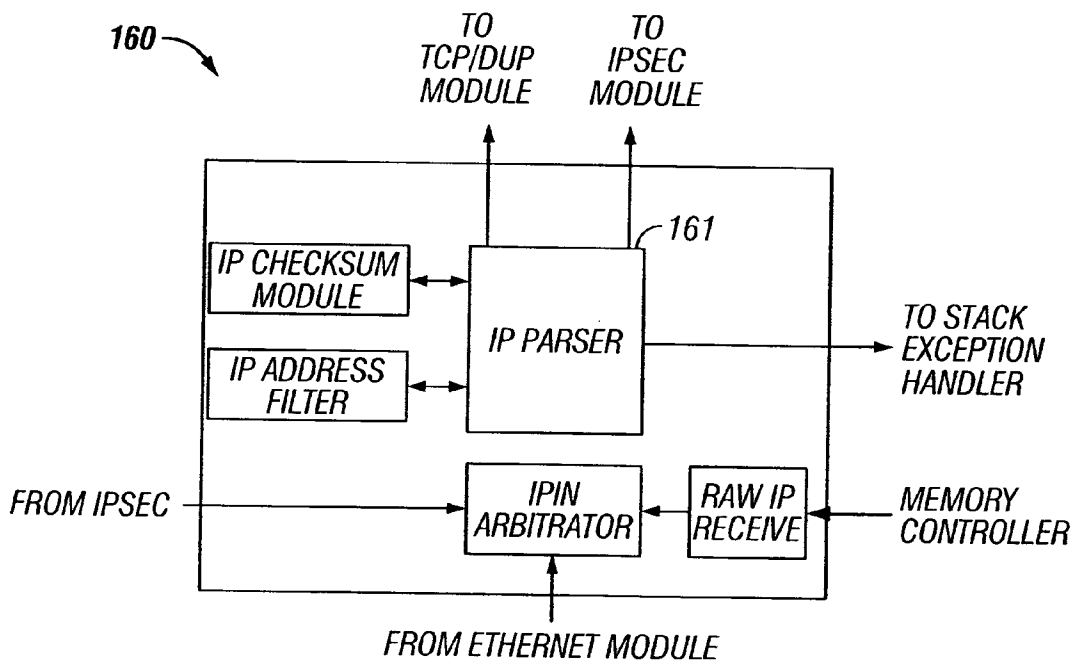 160
TO
TCP/DUP
MODULE
TO
IPSEC
MODULE
161
IP CHECKSUM
MODULE
IP PARSER
IP ADDRESS
FILTER
TO STACK
EXCEPTION
HANDLER
FROM IPSEC
IPIN
ARBITRATOR
RAW IP
RECEIVE
MEMORY
CONTROLLER
FROM ETHERNET MODULE